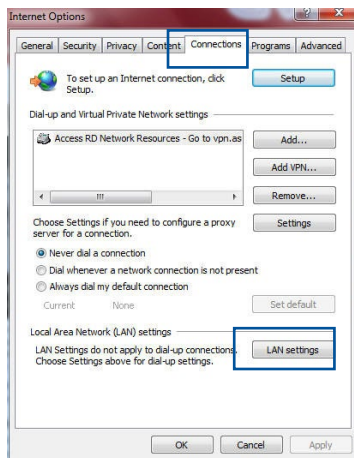 Internet Options
General Security Privacy Content Connections Programs Advanced
To set up an Internet connection, click
Setup.
Setup
Dial-up and Virtual Private Network settings
Access RD Network Resources - Go to vpn.as
Add...
Add VPN...
Remove...
Choose Settings if you need to configure a proxy
server for a connection.
Settings
Never dial a connection
Dial whenever a network connection is not present
Always dial my default connection
Current None
Set default
Local Area Network (LAN) settings
LAN Settings do not apply to dial-up connections.
Choose Settings above for dial-up settings.
LAN settings
OK Cancel Apply